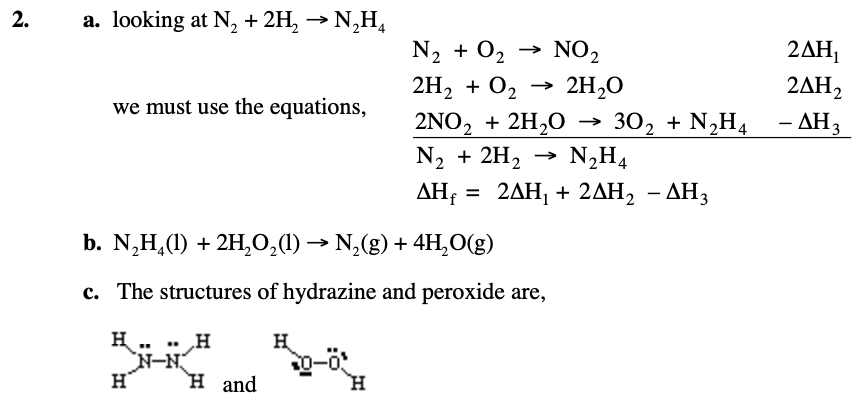 2. a. looking at N₂ + 2H₂ → N₂H₄
N₂ + O₂ → NO₂ 2ΔH₁
2H₂ + O₂ → 2H₂O 2ΔH₂
we must use the equations,
2NO₂ + 2H₂O → 3O₂ + N₂H₄ – ΔH₃
N₂ + 2H₂ → N₂H₄
ΔH_f = 2ΔH₁ + 2ΔH₂ – ΔH₃
b. N₂H₄(l) + 2H₂O₂(l) → N₂(g) + 4H₂O(g)
c. The structures of hydrazine and peroxide are,
H H H
N–N O–O
H H and H